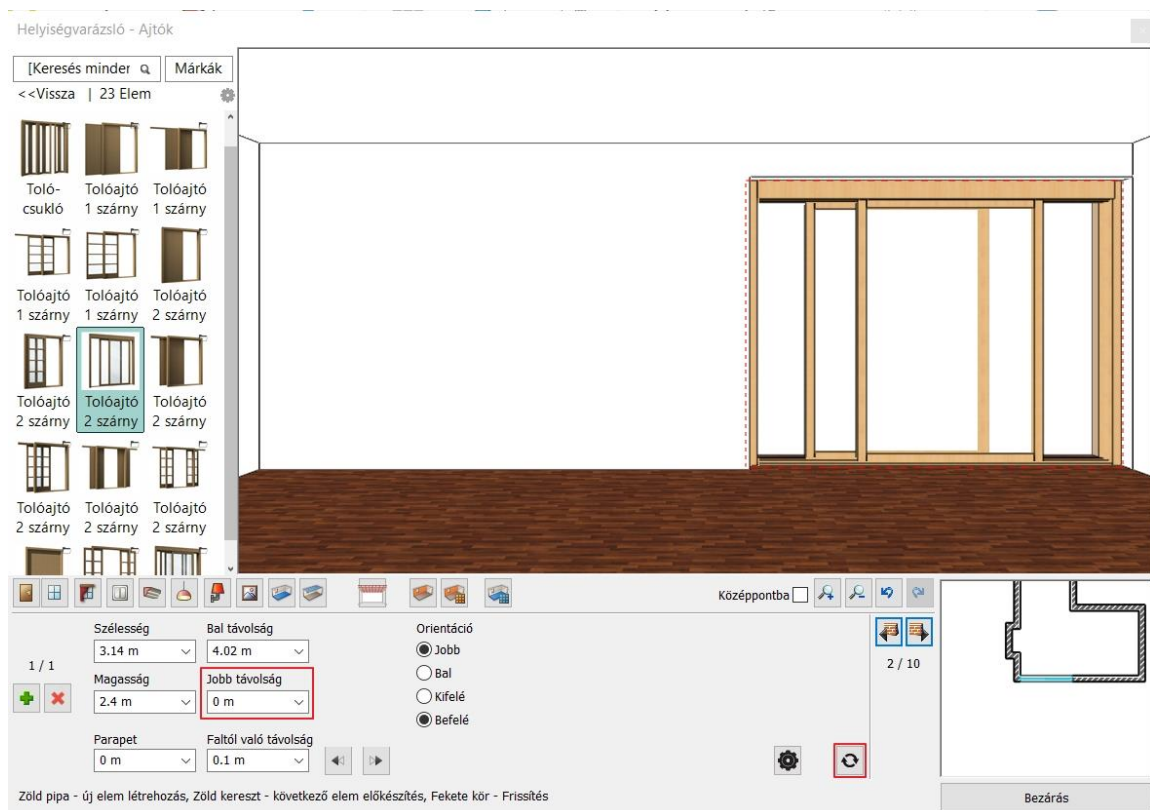 Helyiségvarázsló - Ajtók
[Keresés minder
Márkák
<<Vissza | 23 Elem
Toló-
csukló
Tolóajtó
1 szárny
Tolóajtó
1 szárny
Tolóajtó
1 szárny
Tolóajtó
1 szárny
Tolóajtó
2 szárny
Tolóajtó
2 szárny
Tolóajtó
2 szárny
Tolóajtó
2 szárny
Tolóajtó
2 szárny
Tolóajtó
2 szárny
Tolóajtó
2 szárny
Középpontba
1 / 1
Szélesség
3.14 m
Magasság
2.4 m
Parapet
0 m
Bal távolság
4.02 m
Jobb távolság
0 m
Faltól való távolság
0.1 m
Orientáció
Jobb
Bal
Kifelé
Befelé
2 / 10
Zöld pipa - új elem létrehozás, Zöld kereszt - következő elem előkészítés, Fekete kör - Frissítés
Bezárás